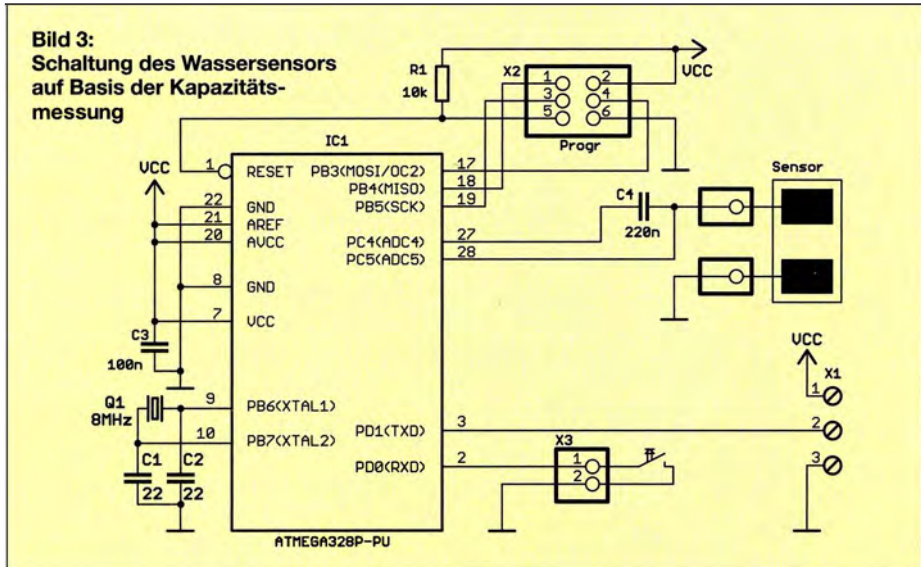 Bild 3:
Schaltung des Wassersensors
auf Basis der Kapazitäts-
messung
R1
10k
X2
VCC
1 2
3 4
5 6
Progr
IC1
VCC
1 RESET
22 GND
21 AREF
20 AVCC
8 GND
7 VCC
PB3(MOSI/OC2) 17
PB4(MISO) 18
PB5(SCK) 19
PC4(ADC4) 27
PC5(ADC5) 28
C4
220n
Sensor
C3
100n
Q1
8MHz
9 PB6(XTAL1)
10 PB7(XTAL2)
C1
22
C2
22
PD1(TXD) 3
PD0(RXD) 2
X3
1
2
VCC
X1
1
2
3
ATMEGA328P-PU